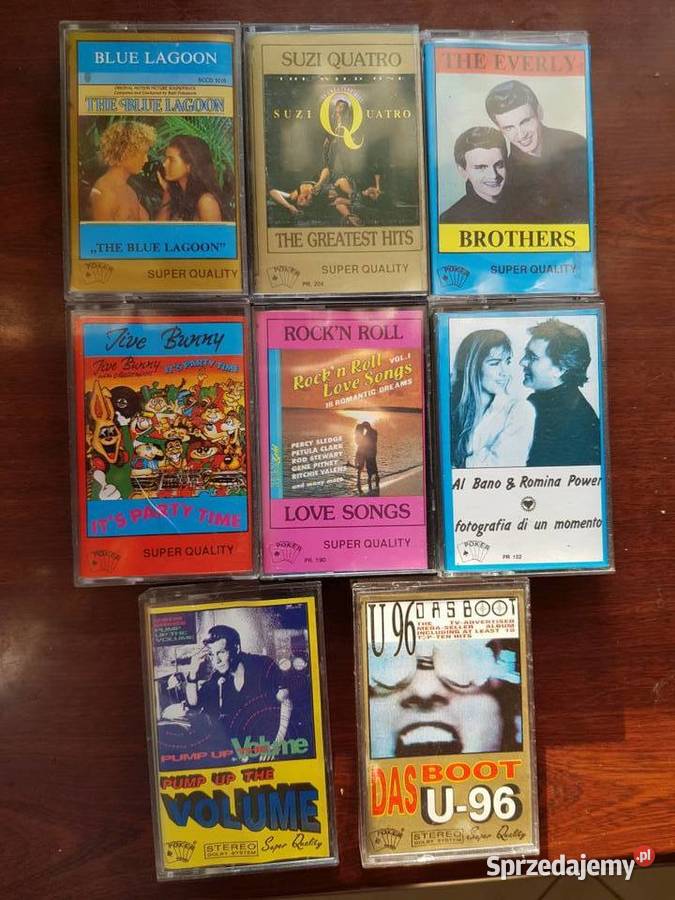 BLUE LAGOON
ORIGINAL MOTION PICTURE SOUNDTRACK
THE BLUE LAGOON
„THE BLUE LAGOON"
POKER
SUPER QUALITY
SUZI QUATRO
THE WILD ONE
SUZI Q QUATRO
THE GREATEST HITS
POKER
SUPER QUALITY
PR. 204
THE EVERLY
BROTHERS
POKER
SUPER QUALITY
Jive Bunny
Jive Bunny
IT'S PARTY TIME
IT'S PARTY TIME
POKER
SUPER QUALITY
ROCK'N ROLL
Rock'n Roll VOL.1
Love Songs
18 ROMANTIC DREAMS
PERCY SLEDGE
PETULA CLARK
ROD STEWART
GENE PITNEY
RITCHIE VALENS
and many more
LOVE SONGS
POKER
SUPER QUALITY
PR. 190
Al Bano & Romina Power
fotografia di un momento
POKER
PR 152
PUMP
UP THE
VOLUME
PUMP UP THE Volume
PUMP UP THE
VOLUME
POKER
STEREO
DOLBY SYSTEM
Super Quality
U 96 DAS BOOT
THE TV-ADVERTISED
MEGA-SELLER ALBUM
INCLUDING AT LEAST 10
TOP-TEN HITS
DAS BOOT
U-96
POKER
STEREO
DOLBY SYSTEM
Super Quality
Sprzedajemy.pl